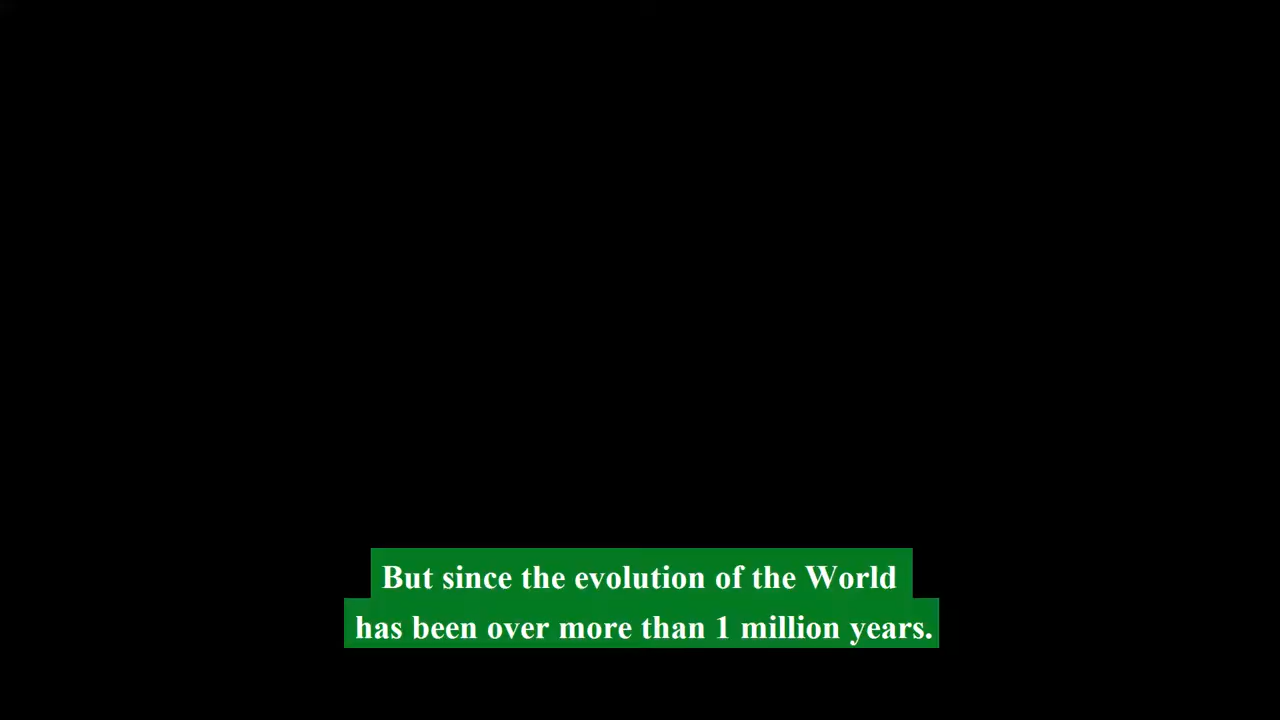 But since the evolution of the World
has been over more than 1 million years.